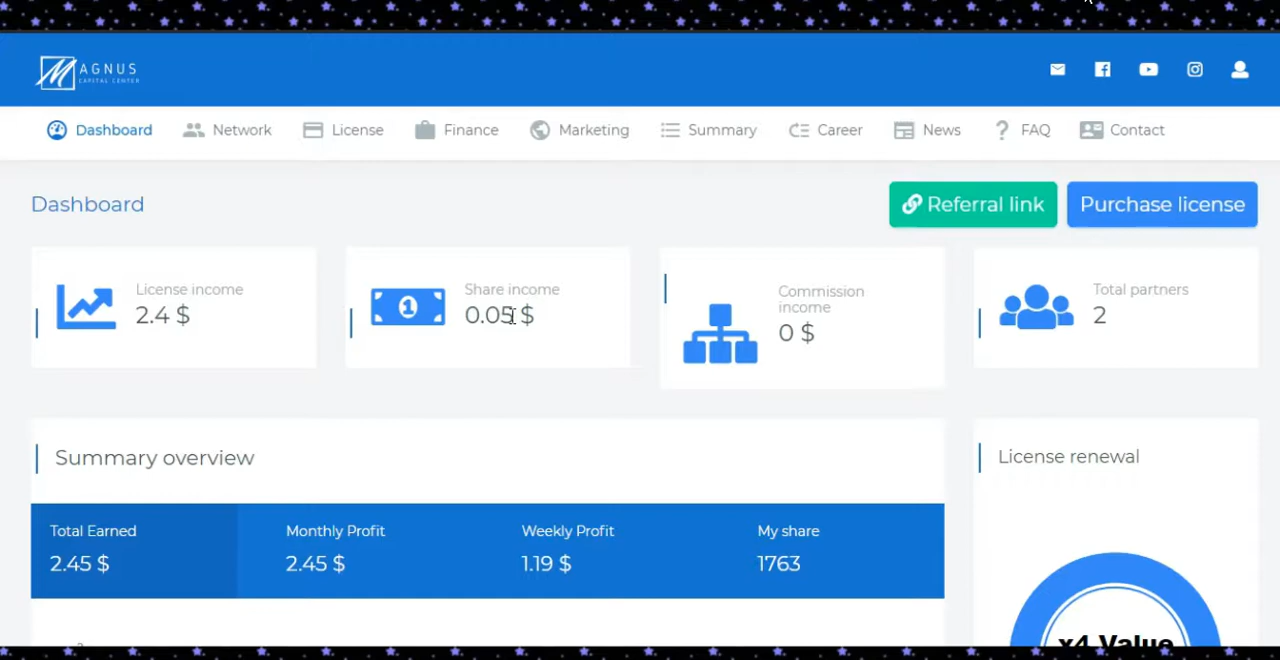 MAGNUS
CAPITAL CENTER
Dashboard Network License Finance Marketing Summary Career News FAQ Contact
Dashboard
Referral link Purchase license
License income
2.4 $
Share income
0.05 $
Commission
income
0 $
Total partners
2
Summary overview
License renewal
Total Earned Monthly Profit Weekly Profit My share
2.45 $ 2.45 $ 1.19 $ 1763
x4 Value